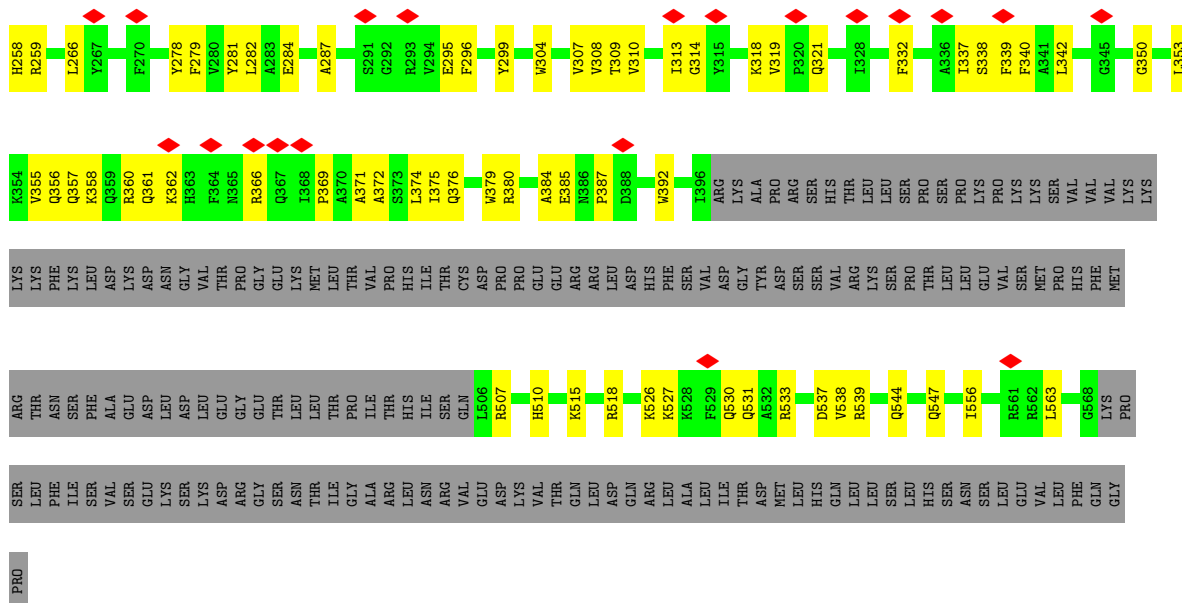 H258 R259 L266 Y267 F270 Y278 F279 V280 Y281 L282 A283 E284 A287 S291 G292 R293 V294 E295 F296 Y299 W304 V307 V308 T309 V310 I313 G314 Y315 K318 V319 P320 Q321 I328 F332 A336 I337 S338 F339 F340 A341 L342 G345 G350 L353
K354 V355 Q356 Q357 K358 Q359 R360 Q361 K362 H363 F364 N365 R366 Q367 I368 P369 A370 A371 A372 S373 L374 I375 Q376 W379 R380 A384 E385 N386 P387 D388 W392 I396 ARG LYS ALA PRO ARG SER HIS THR LEU LEU SER PRO SER PRO LYS PRO LYS LYS SER VAL VAL VAL LYS LYS
LYS LYS PHE LYS LEU ASP LYS ASP ASN GLY VAL THR PRO GLY GLU LYS MET LEU THR VAL PRO HIS ILE THR CYS ASP PRO PRO GLU GLU ARG ARG LEU ASP HIS PHE SER VAL ASP GLY TYR ASP SER SER VAL ARG LYS SER PRO THR LEU LEU GLU VAL SER MET PRO HIS PHE MET
ARG THR ASN SER PHE ALA GLU ASP LEU ASP LEU GLU GLY GLU THR LEU LEU THR PRO ILE THR HIS ILE SER GLN L506 R507 H510 K515 R518 K526 K527 K528 F529 Q530 Q531 A532 R533 D537 V538 R539 Q544 Q547 I556 R561 R562 L563 G568 LYS PRO
SER LEU PHE ILE SER VAL SER GLU LYS SER LYS ASP ARG GLY SER ASN THR ILE GLY ALA ARG LEU ASN ARG VAL GLU ASP LYS VAL THR GLN LEU ASP GLN ARG LEU ALA LEU ILE THR ASP MET LEU HIS GLN LEU LEU SER LEU HIS SER ASN SER LEU GLU VAL LEU PHE GLN GLY
PRO